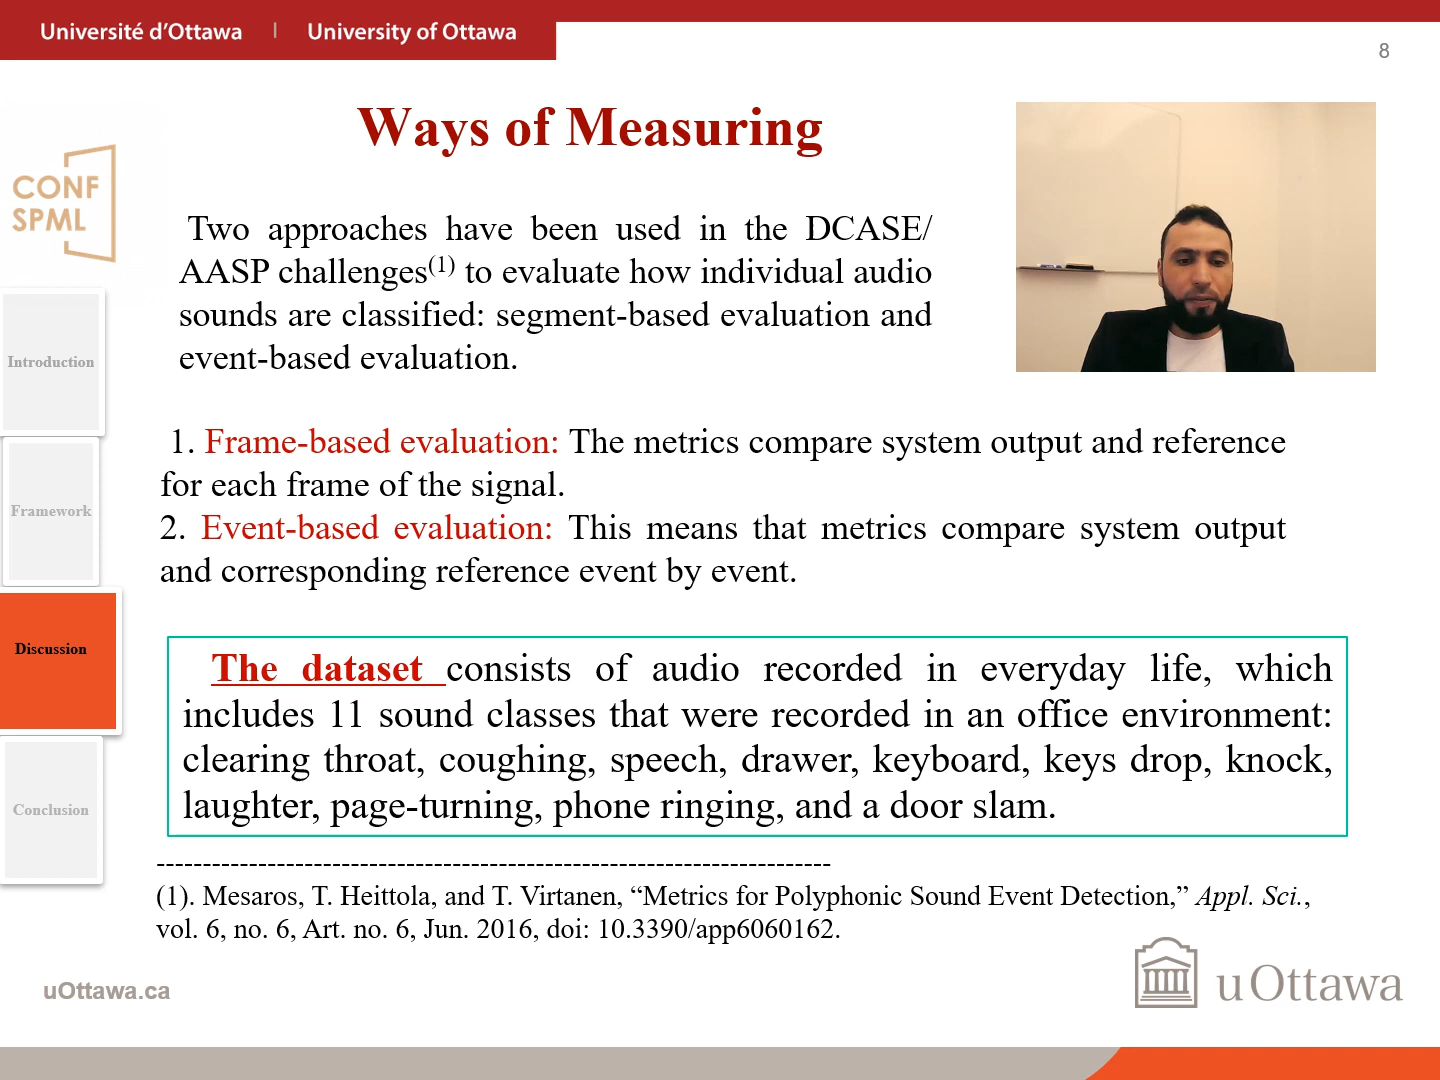 Université d'Ottawa | University of Ottawa
8
Ways of Measuring
CONF
SPML
Two approaches have been used in the DCASE/
AASP challenges(1) to evaluate how individual audio
sounds are classified: segment-based evaluation and
event-based evaluation.
Introduction
1. Frame-based evaluation: The metrics compare system output and reference
for each frame of the signal.
Framework
2. Event-based evaluation: This means that metrics compare system output
and corresponding reference event by event.
Discussion
The dataset consists of audio recorded in everyday life, which
includes 11 sound classes that were recorded in an office environment:
clearing throat, coughing, speech, drawer, keyboard, keys drop, knock,
laughter, page-turning, phone ringing, and a door slam.
Conclusion
-------------------------------------------------------------------------
(1). Mesaros, T. Heittola, and T. Virtanen, “Metrics for Polyphonic Sound Event Detection,” Appl. Sci.,
vol. 6, no. 6, Art. no. 6, Jun. 2016, doi: 10.3390/app6060162.
uOttawa.ca
uOttawa